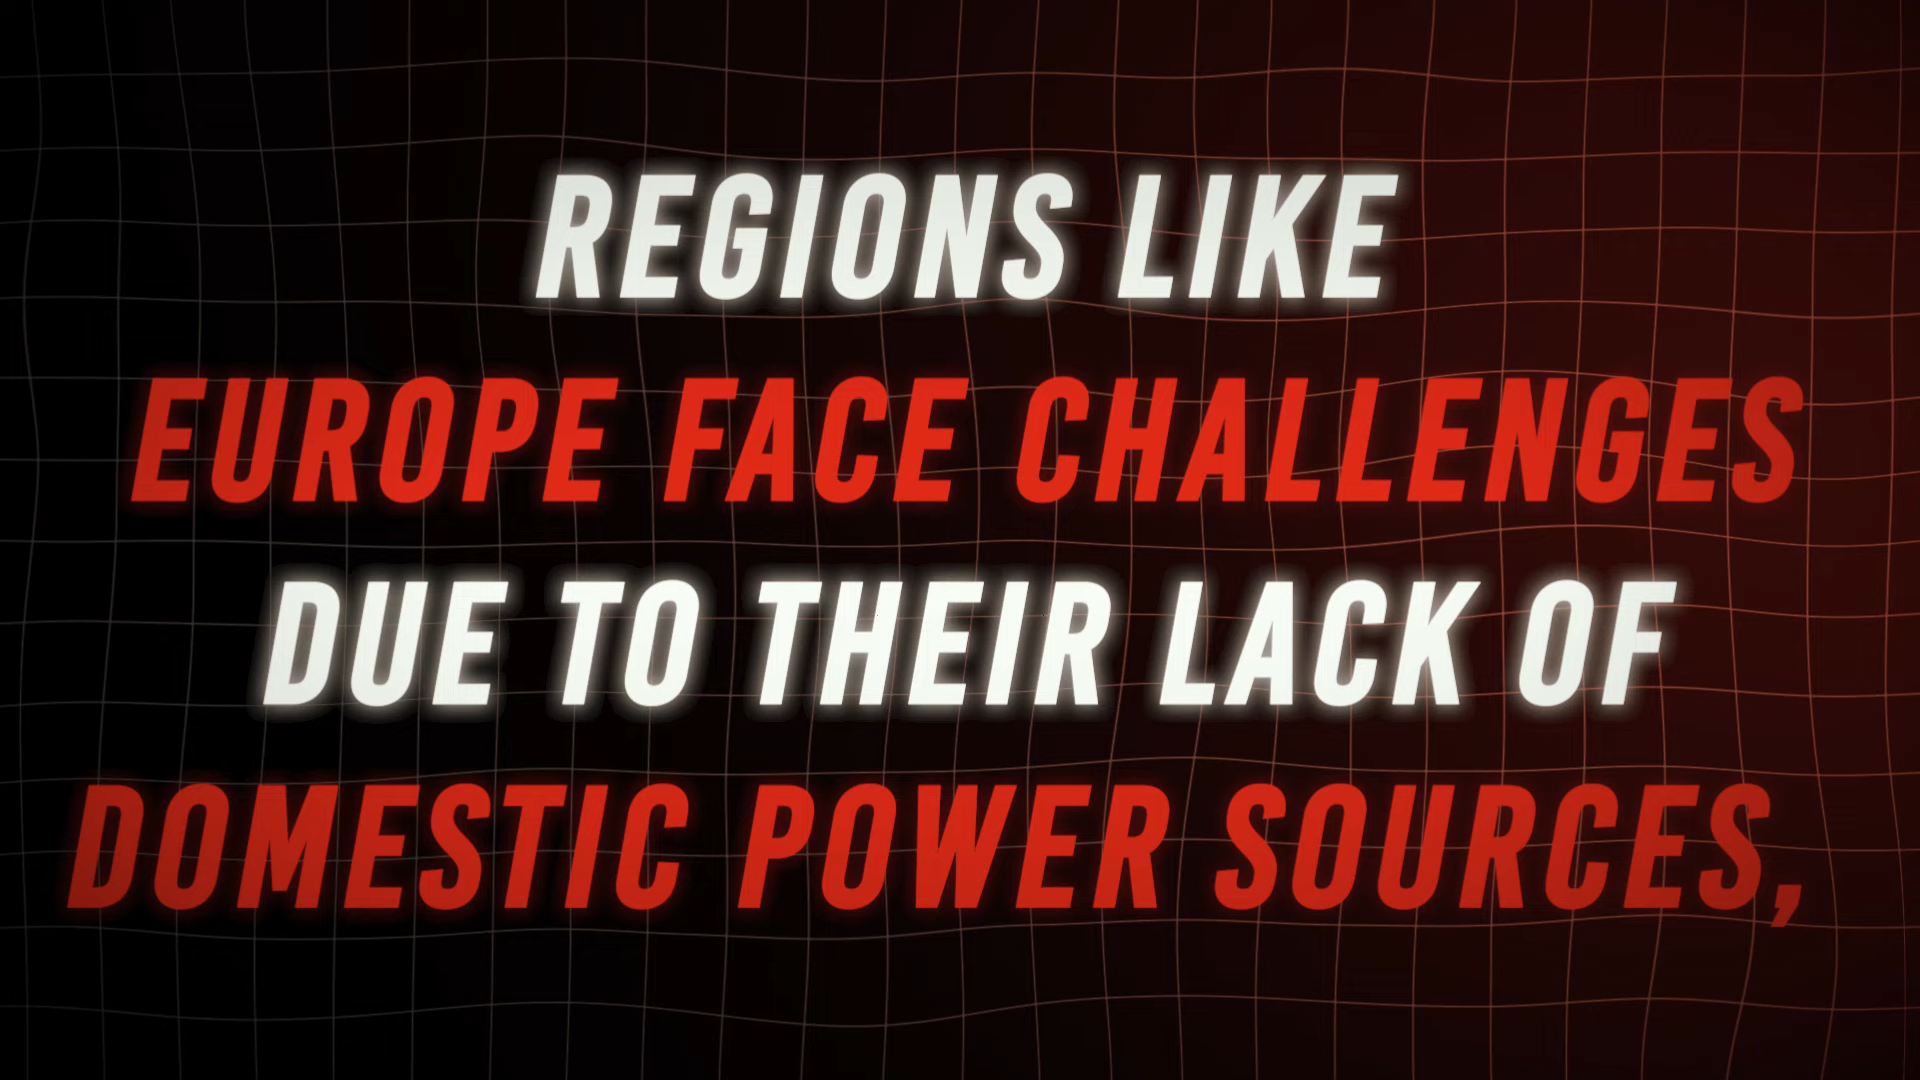 REGIONS LIKE
EUROPE FACE CHALLENGES
DUE TO THEIR LACK OF
DOMESTIC POWER SOURCES,